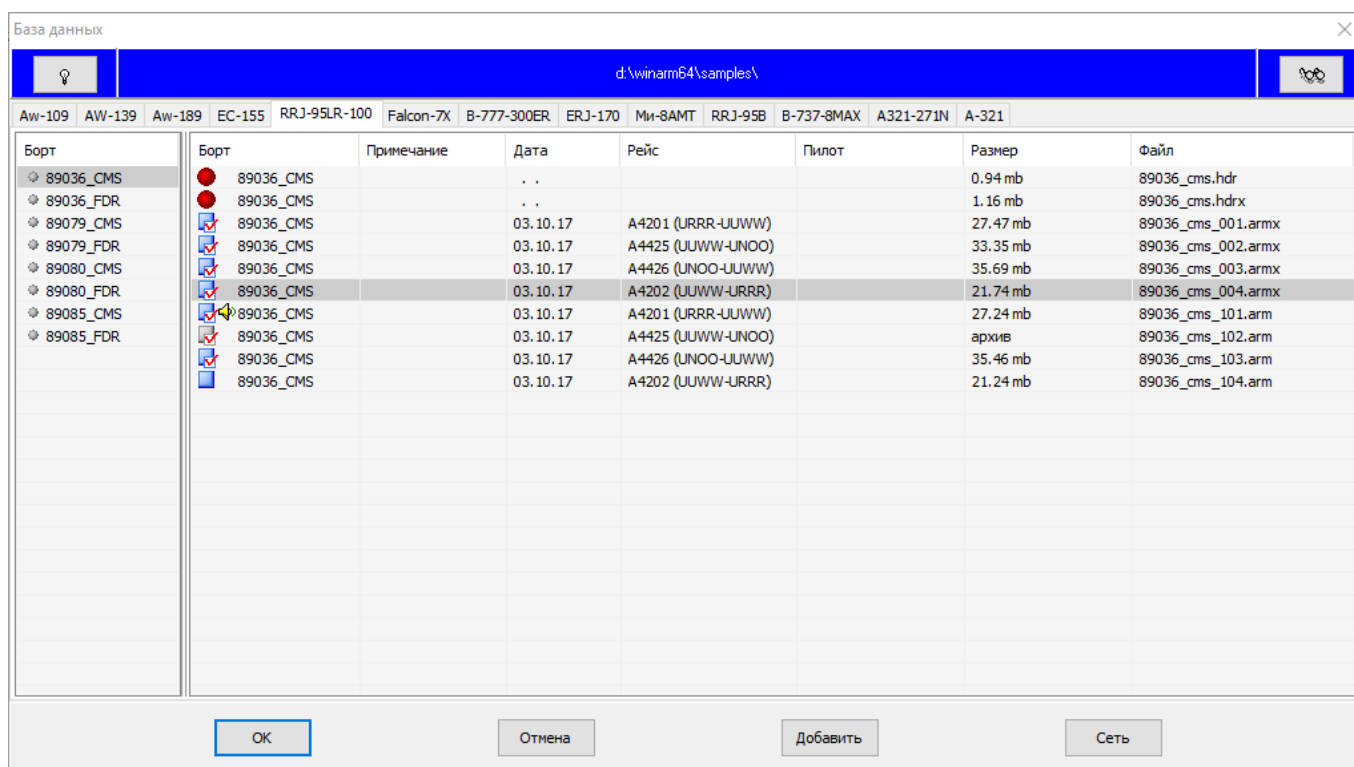 База данных
d:\winarm64\samples\
Aw-109 AW-139 Aw-189 EC-155 RRJ-95LR-100 Falcon-7X B-777-300ER ERJ-170 Ми-8АМТ RRJ-95B B-737-8MAX A321-271N A-321
Борт Борт Примечание Дата Рейс Пилот Размер Файл
89036_CMS 89036_CMS . . 0.94 mb 89036_cms.hdr
89036_FDR 89036_CMS . . 1.16 mb 89036_cms.hdrx
89079_CMS 89036_CMS 03.10.17 A4201 (URRR-UUWW) 27.47 mb 89036_cms_001.armx
89079_FDR 89036_CMS 03.10.17 A4425 (UUWW-UNOO) 33.35 mb 89036_cms_002.armx
89080_CMS 89036_CMS 03.10.17 A4426 (UNOO-UUWW) 35.69 mb 89036_cms_003.armx
89080_FDR 89036_CMS 03.10.17 A4202 (UUWW-URRR) 21.74 mb 89036_cms_004.armx
89085_CMS 89036_CMS 03.10.17 A4201 (URRR-UUWW) 27.24 mb 89036_cms_101.arm
89085_FDR 89036_CMS 03.10.17 A4425 (UUWW-UNOO) архив 89036_cms_102.arm
89036_CMS 03.10.17 A4426 (UNOO-UUWW) 35.46 mb 89036_cms_103.arm
89036_CMS 03.10.17 A4202 (UUWW-URRR) 21.24 mb 89036_cms_104.arm
OK Отмена Добавить Сеть